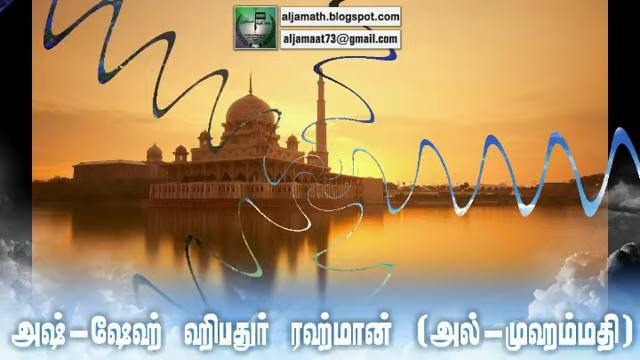 aljamath.blogspot.com
aljamaat73@gmail.com
அஷ்-ஷேஹ் ஹிபதுர் ரஹ்மான் (அல்-முஹம்மதி)